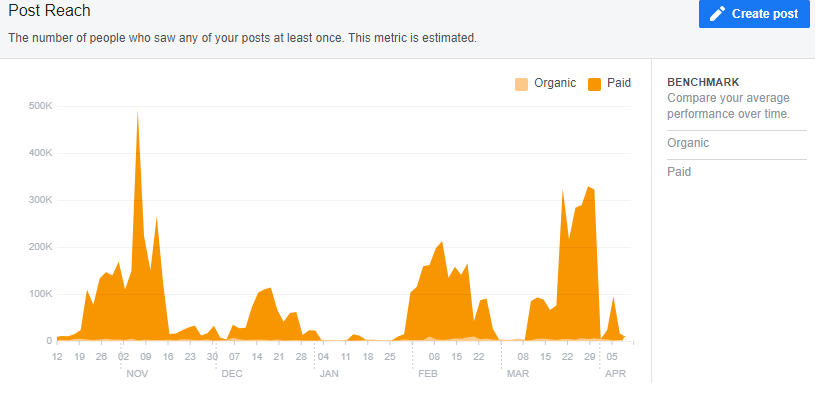 Post Reach
Create post
The number of people who saw any of your posts at least once. This metric is estimated.
Organic Paid
BENCHMARK
Compare your average
performance over time.
Organic
Paid
500K
400K
300K
200K
100K
0
12 19 26 02 09 16 23 30 07 14 21 28 04 11 18 25 08 15 22 08 15 22 29 05
NOV DEC JAN FEB MAR APR